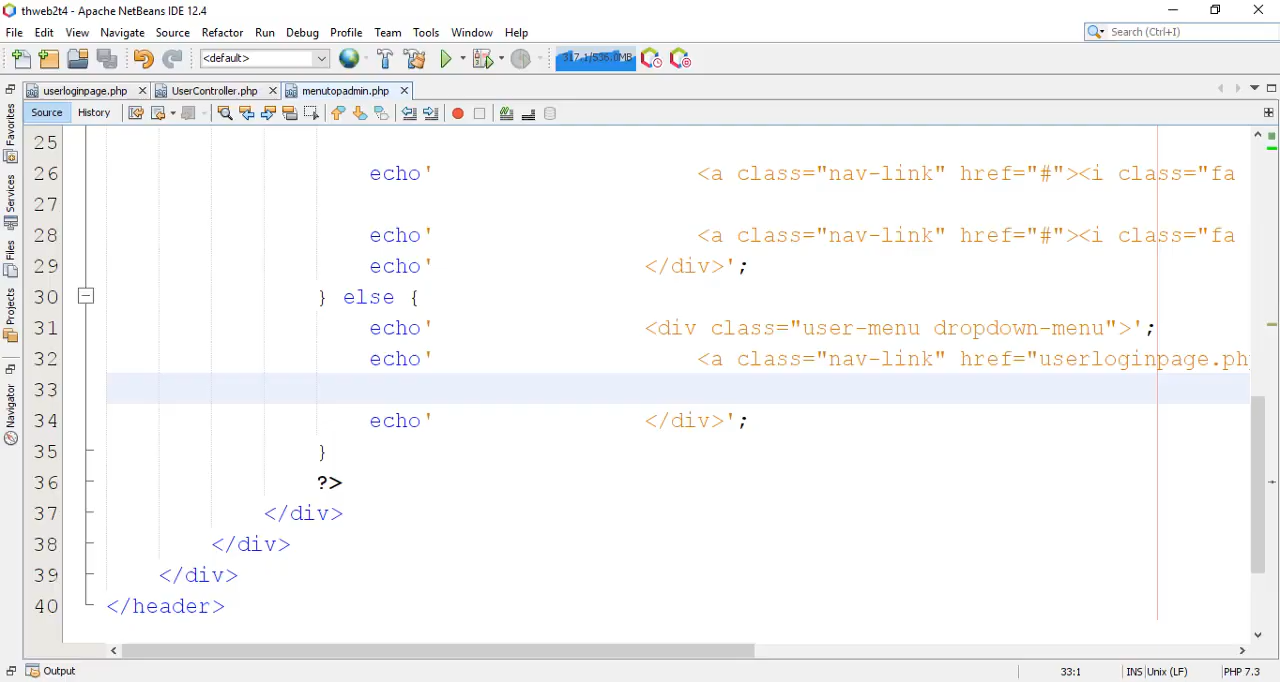 thweb2t4 - Apache NetBeans IDE 12.4
File Edit View Navigate Source Refactor Run Debug Profile Team Tools Window Help
Search (Ctrl+I)
<default> 317.1/536.0MB
userloginpage.php UserController.php menutopadmin.php
Source History
Favorites
Services
Files
Projects
Navigator
25
26 echo' <a class="nav-link" href="#"><i class="fa
27
28 echo' <a class="nav-link" href="#"><i class="fa
29 echo' </div>';
30 } else {
31 echo' <div class="user-menu dropdown-menu">';
32 echo' <a class="nav-link" href="userloginpage.ph
33
34 echo' </div>';
35 }
36 ?>
37 </div>
38 </div>
39 </div>
40 </header>
Output
33:1 INS Unix (LF) PHP 7.3